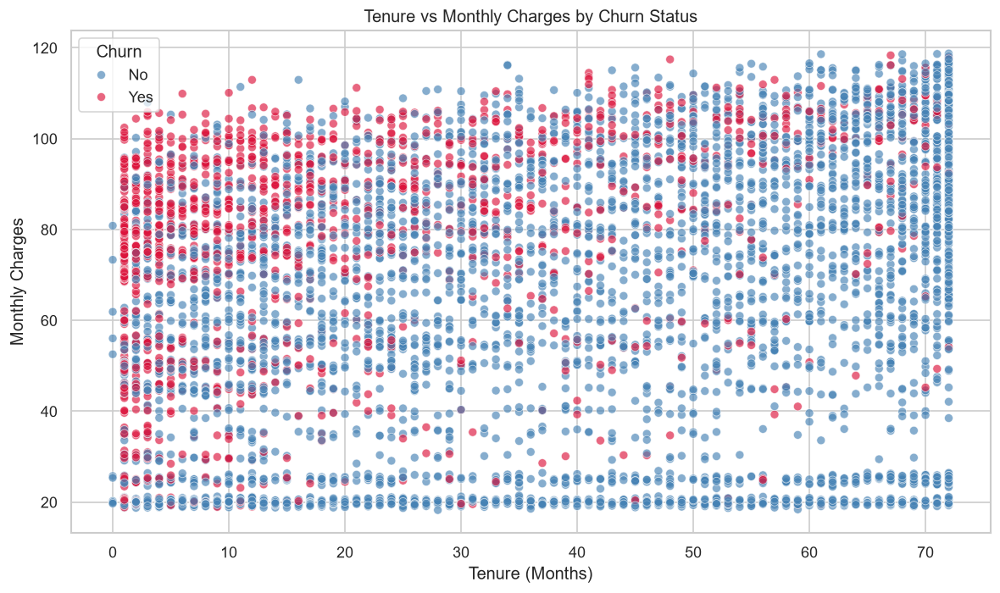 Tenure vs Monthly Charges by Churn Status
Churn
No
Yes
120
100
80
60
40
20
Monthly Charges
0 10 20 30 40 50 60 70
Tenure (Months)